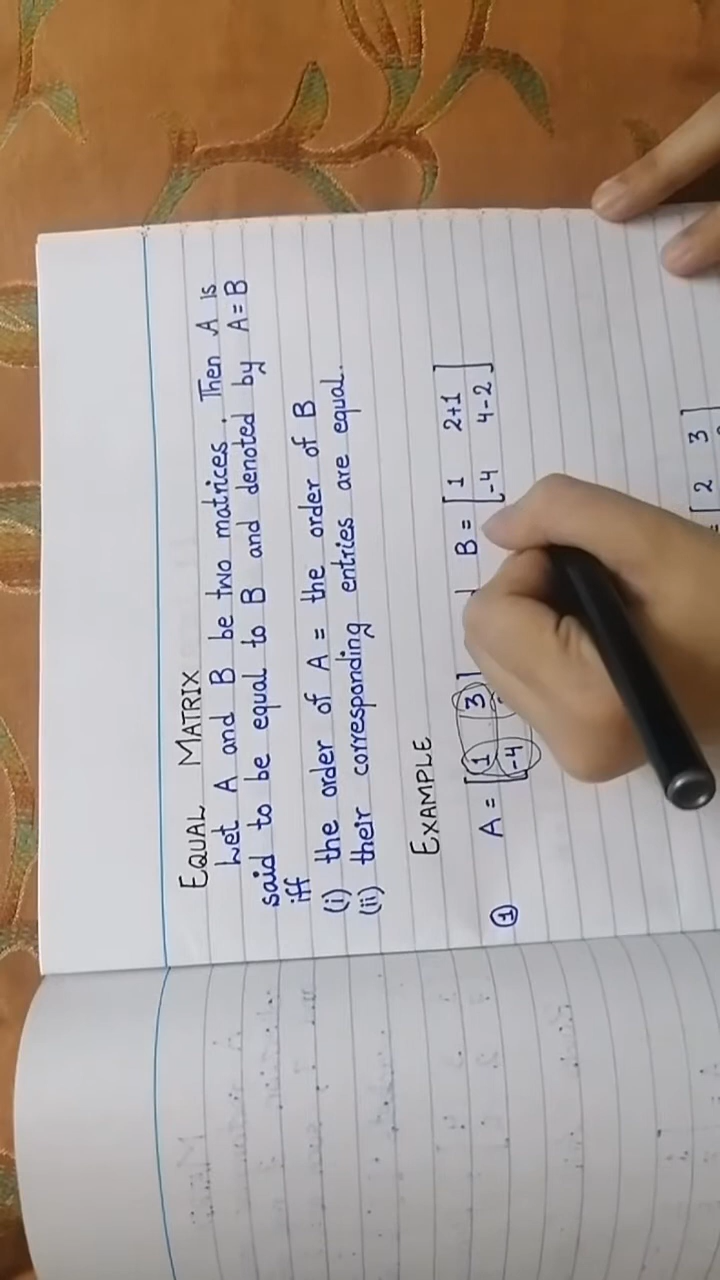 EQUAL MATRIX
Let A and B be two matrices. Then A is
said to be equal to B and denoted by A=B
iff
(i) the order of A = the order of B
(ii) their corresponding entries are equal.
EXAMPLE
① A = [ 1 3 ] B = [ 1 2+1 ]
-4 -4 4-2
= [ 2 3 ]